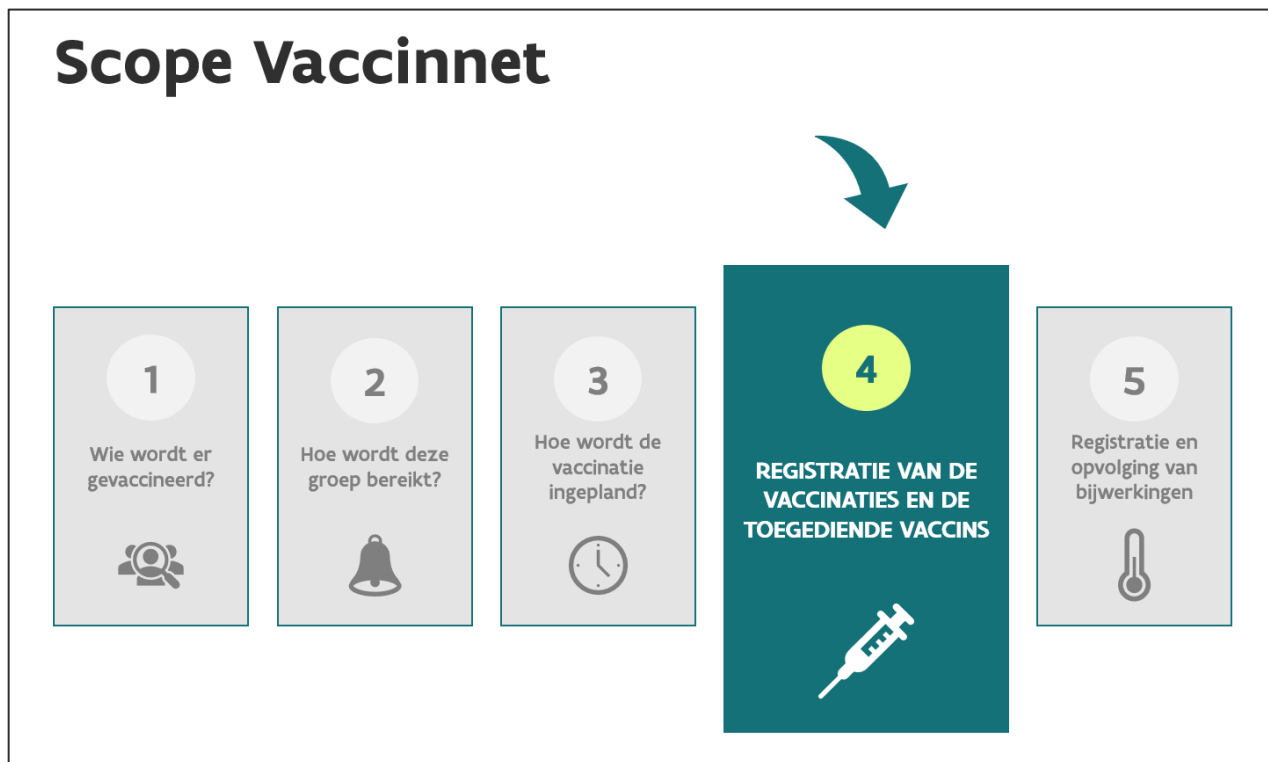 Scope Vaccinnet
1
Wie wordt er
gevaccineerd?
2
Hoe wordt deze
groep bereikt?
3
Hoe wordt de
vaccinatie
ingepland?
4
REGISTRATIE VAN DE
VACCINATIES EN DE
TOEGEDIENDE VACCINS
5
Registratie en
opvolging van
bijwerkingen